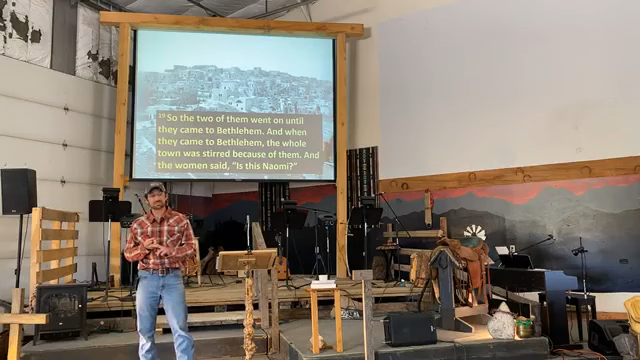 19 So the two of them went on until
they came to Bethlehem. And when
they came to Bethlehem, the whole
town was stirred because of them. And
the women said, "Is this Naomi?"